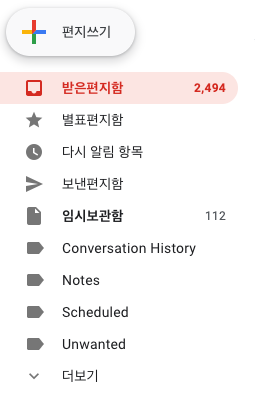 편지쓰기
받은편지함 2,494
별표편지함
다시 알림 항목
보낸편지함
임시보관함 112
Conversation History
Notes
Scheduled
Unwanted
더보기